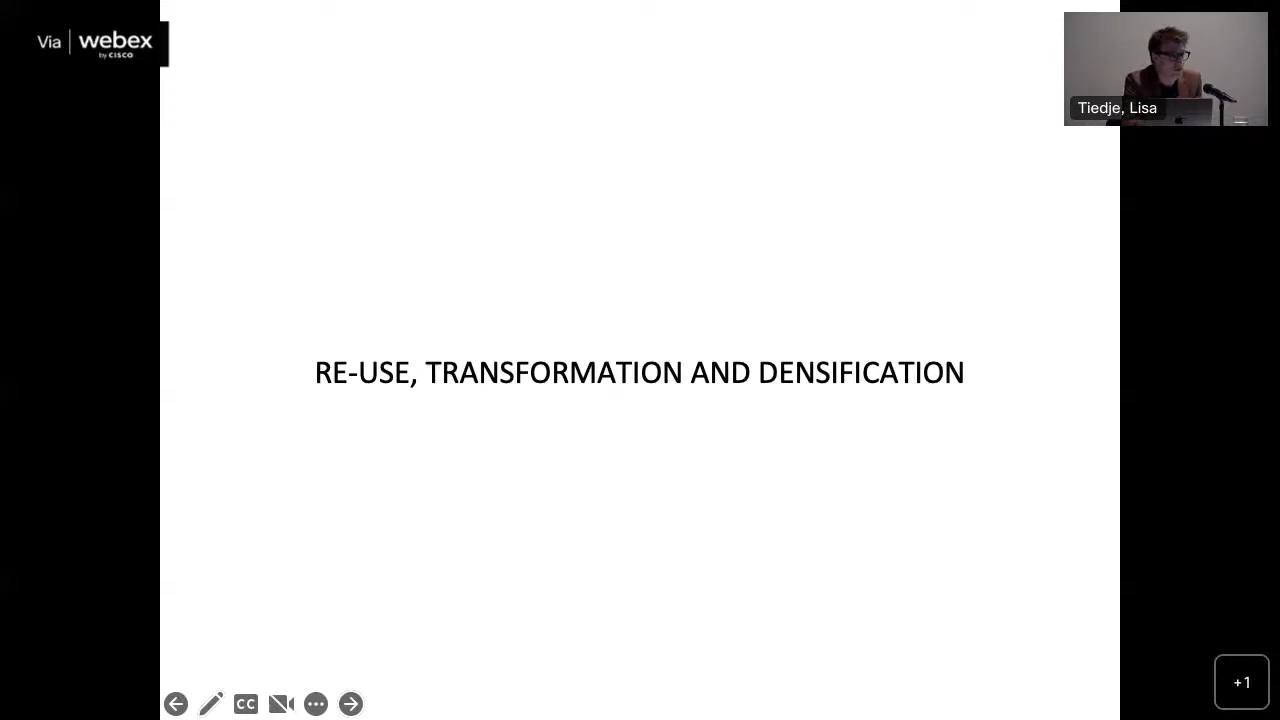 Via webex
by CISCO
Tiedje, Lisa
RE-USE, TRANSFORMATION AND DENSIFICATION
CC
+1